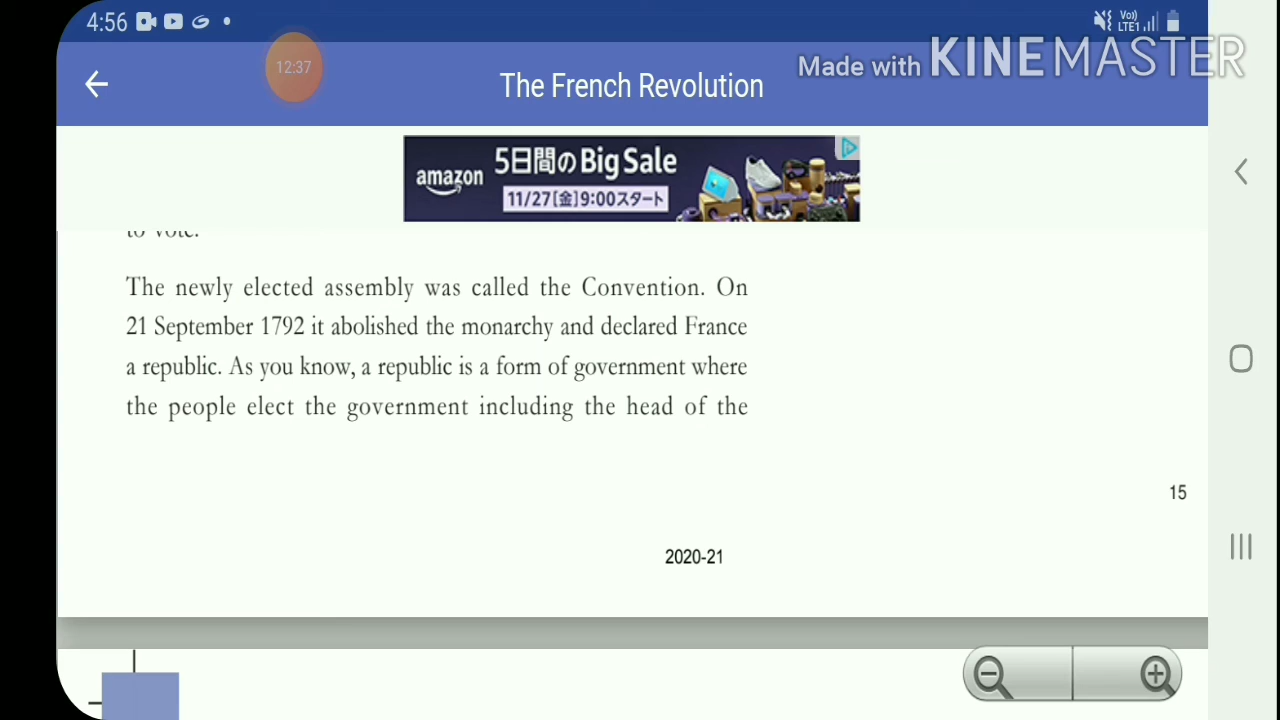 4:56
Vo)) LTE1
12:37
The French Revolution
Made with KINEMASTER
amazon
5日間のBig Sale
11/27[金]9:00スタート
to vote.
The newly elected assembly was called the Convention. On
21 September 1792 it abolished the monarchy and declared France
a republic. As you know, a republic is a form of government where
the people elect the government including the head of the
15
2020-21